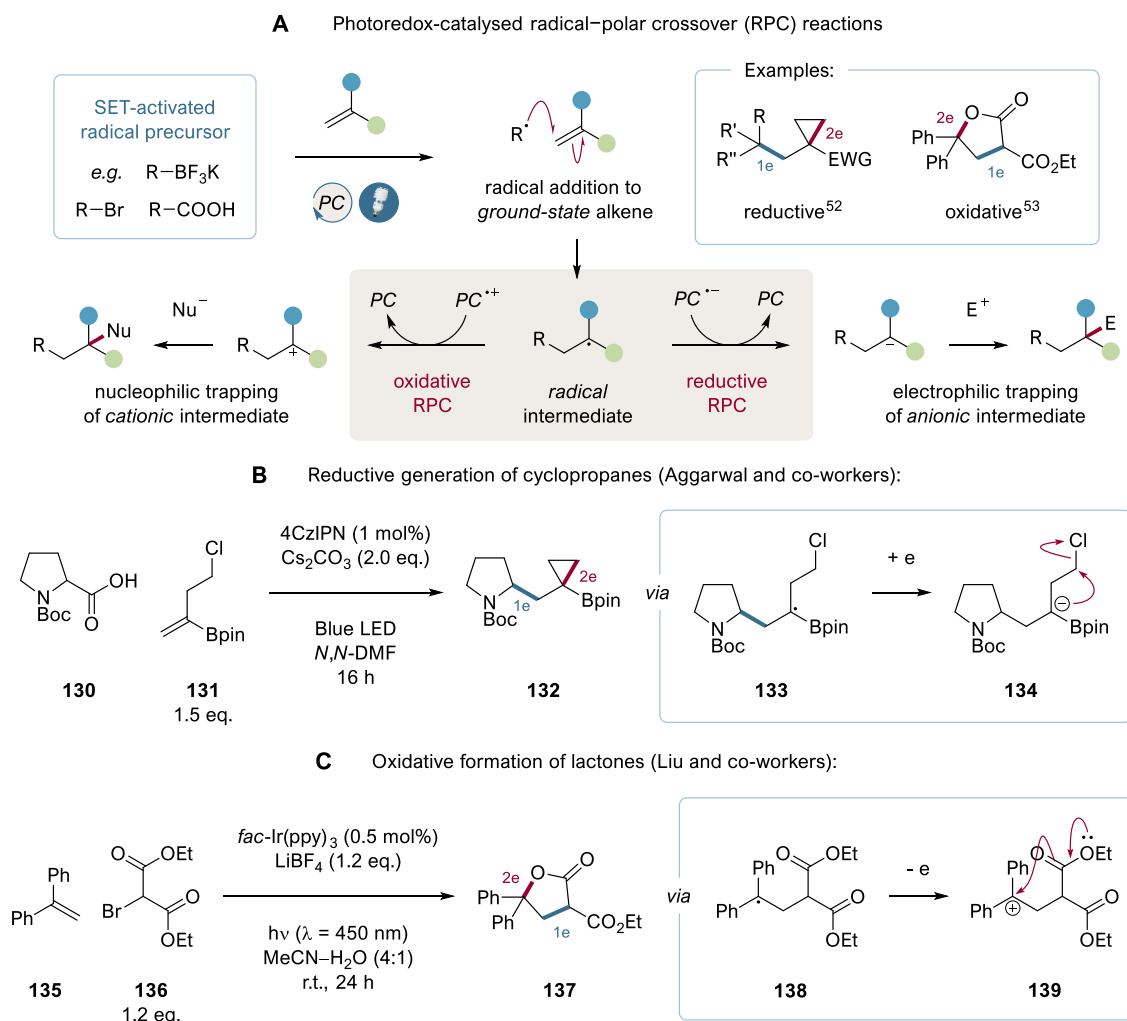 A Photoredox-catalysed radical–polar crossover (RPC) reactions
SET-activated
radical precursor
e.g. R–BF3K
R–Br R–COOH
PC
R•
radical addition to
ground-state alkene
Examples:
R
R'
R"
1e
2e
EWG
reductive52
2e
O
O
Ph
Ph
1e
CO2Et
oxidative53
Nu
R
Nu−
R
+
nucleophilic trapping
of cationic intermediate
PC
PC•+
oxidative
RPC
R
•
radical
intermediate
PC•−
PC
reductive
RPC
R
−
E+
R
E
electrophilic trapping
of anionic intermediate
B Reductive generation of cyclopropanes (Aggarwal and co-workers):
N
Boc
OH
O
130
Cl
Bpin
131
1.5 eq.
4CzIPN (1 mol%)
Cs2CO3 (2.0 eq.)
Blue LED
N,N-DMF
16 h
N
Boc
1e
2e
Bpin
132
via
Cl
N
Boc
•
Bpin
133
+ e
Cl
N
Boc
⊖
Bpin
134
C Oxidative formation of lactones (Liu and co-workers):
Ph
Ph
135
O
OEt
Br
O
OEt
136
1.2 eq.
fac-Ir(ppy)3 (0.5 mol%)
LiBF4 (1.2 eq.)
hν (λ = 450 nm)
MeCN–H2O (4:1)
r.t., 24 h
2e
O
O
Ph
Ph
1e
CO2Et
137
via
Ph
Ph
•
O
OEt
O
OEt
138
- e
Ph
Ph
⊕
O
OEt
O
OEt
139